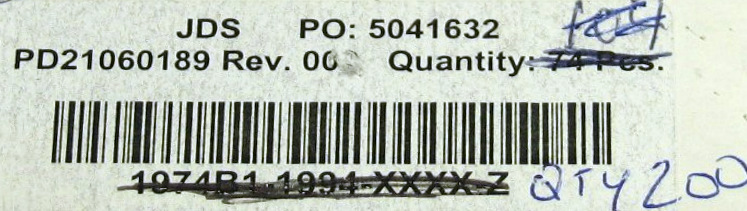 JDS PO: 5041632
PD21060189 Rev. 00 Quantity: 74 Pcs.
1974B1-1994-XXXX-Z QTY 200